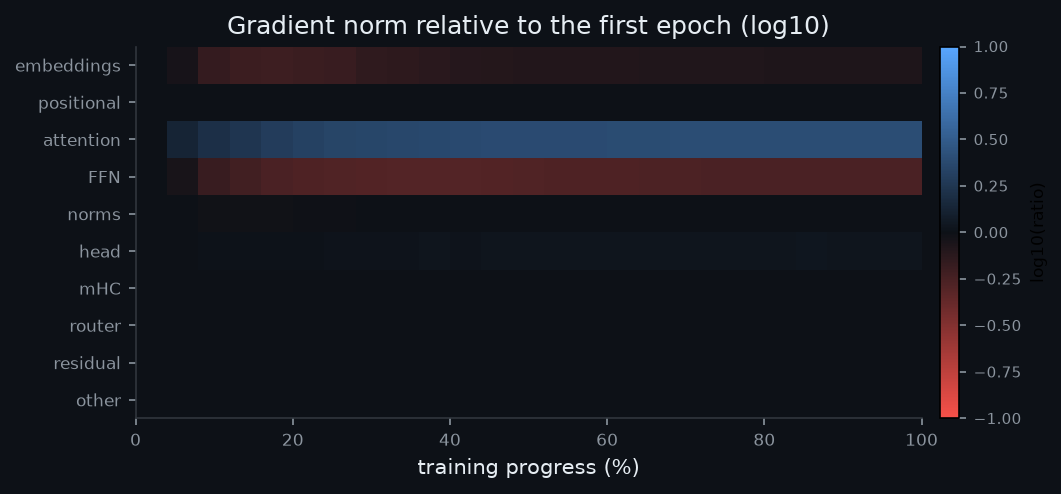 Gradient norm relative to the first epoch (log10)
embeddings
positional
attention
FFN
norms
head
mHC
router
residual
other
0
20
40
60
80
100
training progress (%)
1.00
0.75
0.50
0.25
0.00
−0.25
−0.50
−0.75
−1.00
log10(ratio)